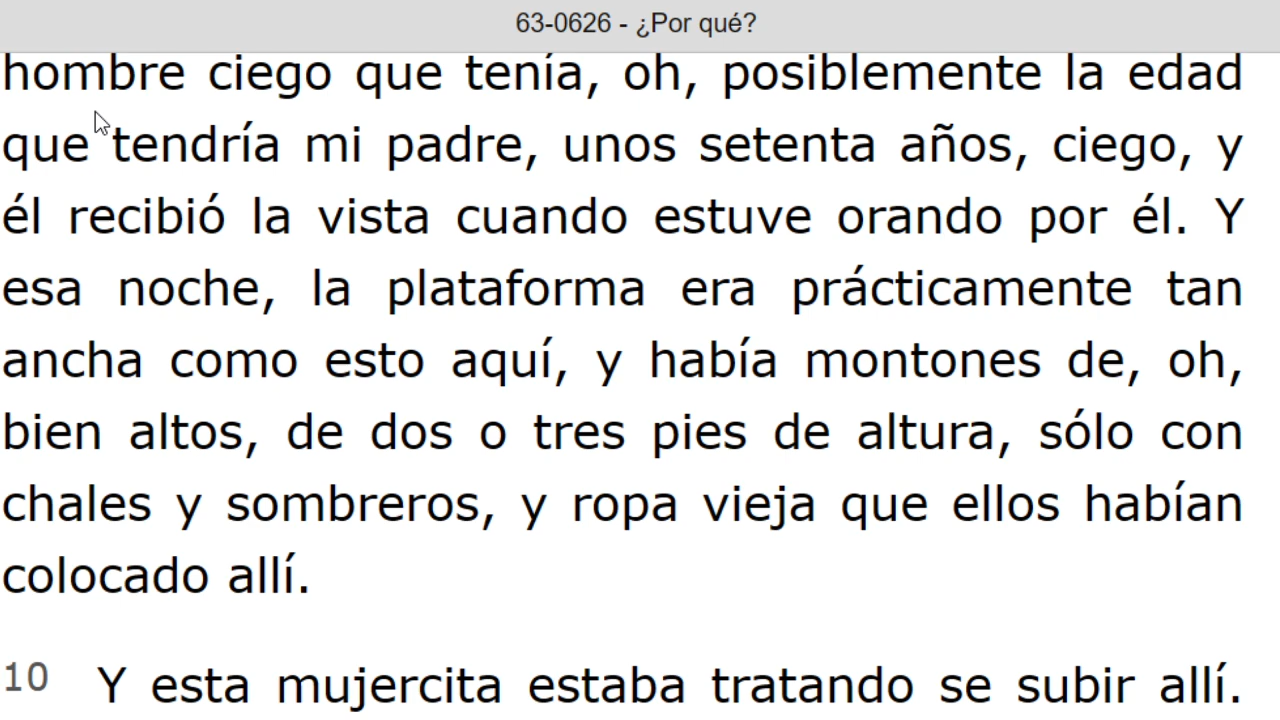 63-0626 - ¿Por qué?
hombre ciego que tenía, oh, posiblemente la edad
que tendría mi padre, unos setenta años, ciego, y
él recibió la vista cuando estuve orando por él. Y
esa noche, la plataforma era prácticamente tan
ancha como esto aquí, y había montones de, oh,
bien altos, de dos o tres pies de altura, sólo con
chales y sombreros, y ropa vieja que ellos habían
colocado allí.
10 Y esta mujercita estaba tratando se subir allí.